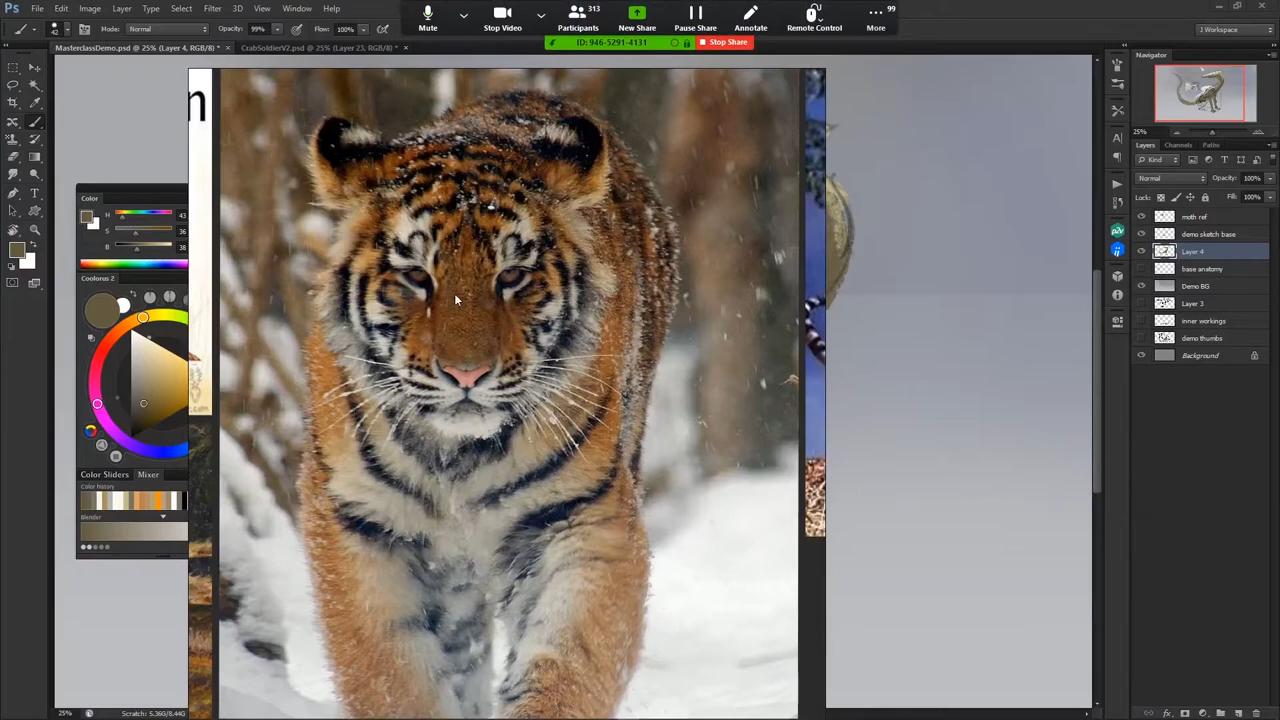 Ps File Edit Image Layer Type Select Filter 3D View Window Help
Mute Stop Video Participants 313 New Share Pause Share Annotate Remote Control More 99
ID: 946-5291-4131 Stop Share
42 Mode: Normal Opacity: 99% Flow: 100% 1 Workspace
MasterclassDemo.psd @ 25% (Layer 4, RGB/8) * × CrabSoldierV2.psd @ 25% (Layer 23, RGB/8) * ×
Navigator
25%
Layers Channels Paths
Kind
Normal Opacity: 100%
Lock: Fill: 100%
moth ref
demo sketch base
Layer 4
base anatomy
Demo BG
Layer 3
inner workings
demo thumbs
Background
Color
H 43
S 36
B 38
Coloorus 2
Color Sliders Mixer
Color history
Blender
n
25% Scratch: 5.36G/8.44G